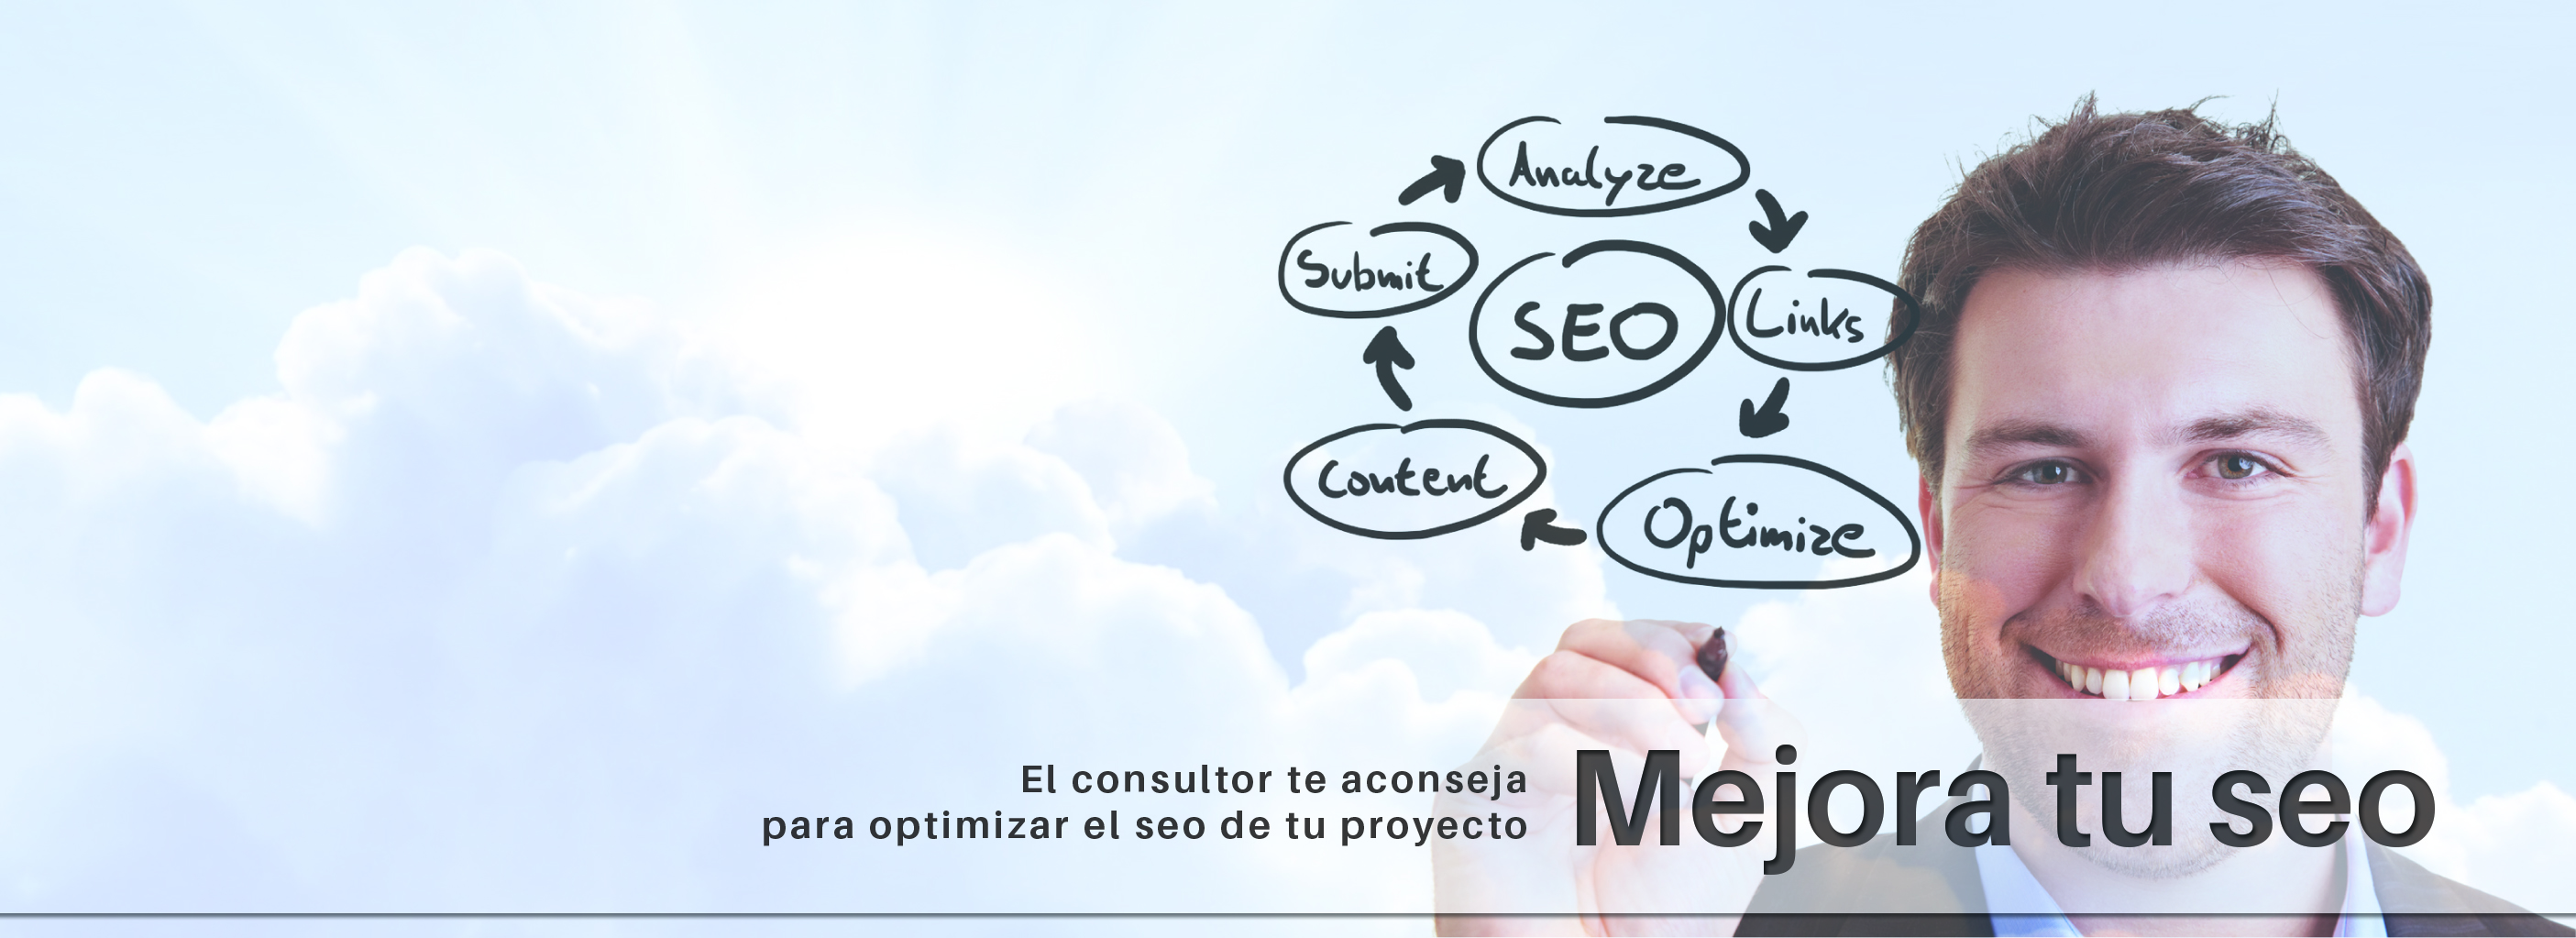 Analyze
Submit
SEO
Links
Content
Optimize
El consultor te aconseja
para optimizar el seo de tu proyecto
Mejora tu seo